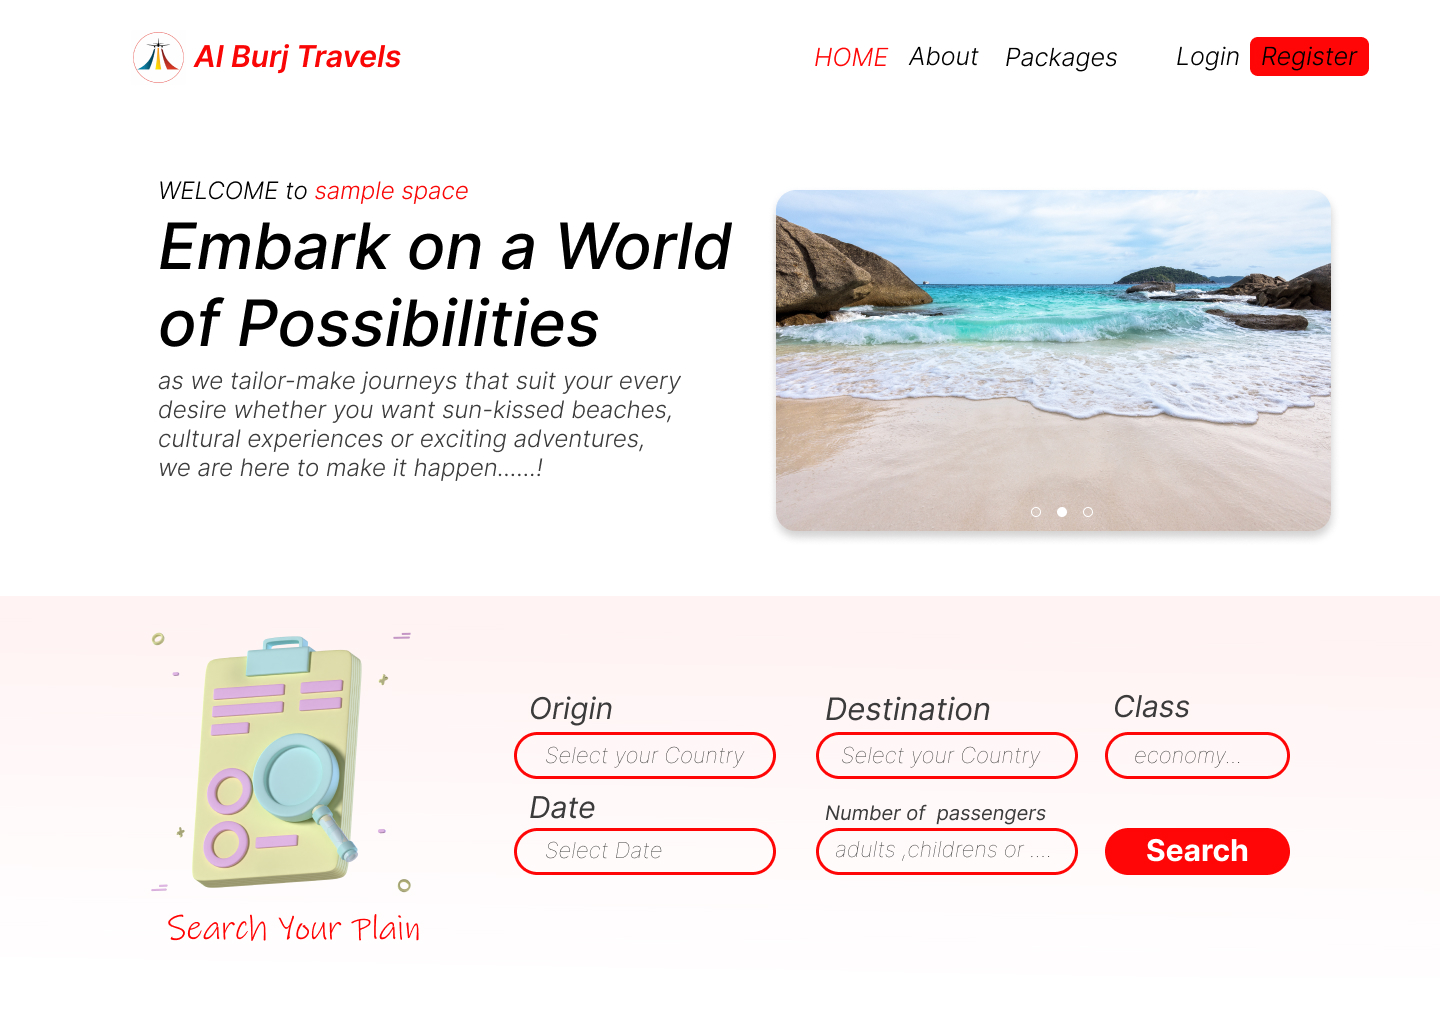 Al Burj Travels
HOME About Packages Login Register
WELCOME to sample space
Embark on a World
of Possibilities
as we tailor-make journeys that suit your every
desire whether you want sun-kissed beaches,
cultural experiences or exciting adventures,
we are here to make it happen......!
Origin
Select your Country
Destination
Select your Country
Class
economy...
Date
Select Date
Number of passengers
adults ,childrens or ....
Search
Search Your Plain